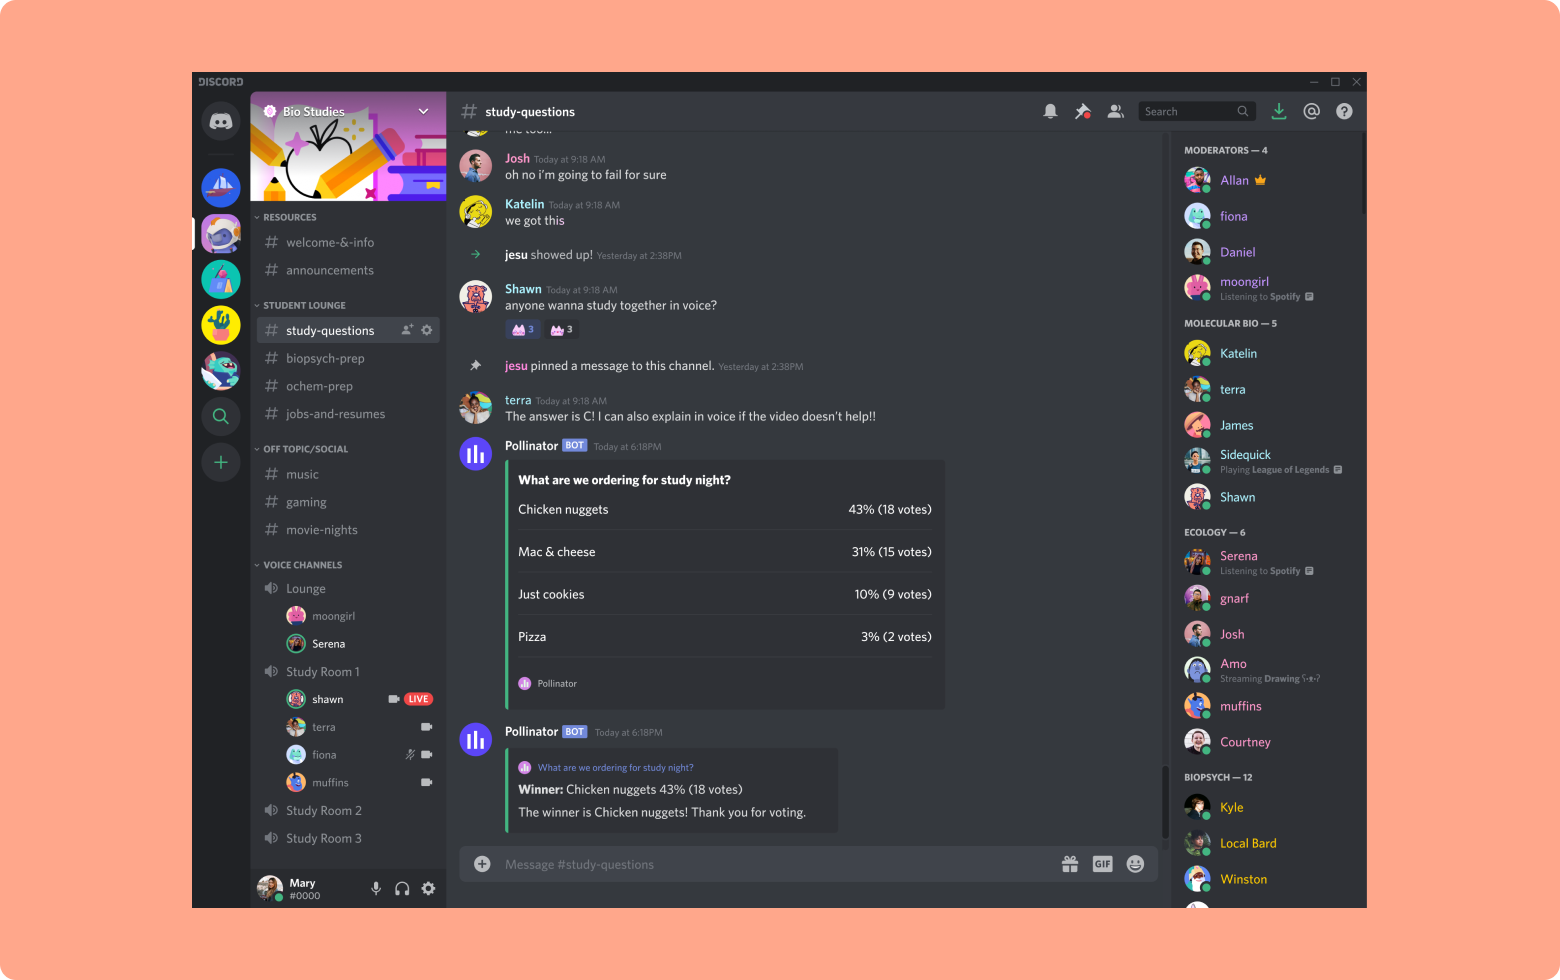 DISCORD
Bio Studies
RESOURCES
# welcome-&-info
# announcements
STUDENT LOUNGE
# study-questions
# biopsych-prep
# ochem-prep
# jobs-and-resumes
OFF TOPIC/SOCIAL
# music
# gaming
# movie-nights
VOICE CHANNELS
Lounge
moongirl
Serena
Study Room 1
shawn LIVE
terra
fiona
muffins
Study Room 2
Study Room 3
Mary
#0000
# study-questions
Search
me too...
Josh Today at 9:18 AM
oh no i'm going to fail for sure
Katelin Today at 9:18 AM
we got this
jesu showed up! Yesterday at 2:38PM
Shawn Today at 9:18 AM
anyone wanna study together in voice?
3 3
jesu pinned a message to this channel. Yesterday at 2:38PM
terra Today at 9:18 AM
The answer is C! I can also explain in voice if the video doesn't help!!
Pollinator BOT Today at 6:18PM
What are we ordering for study night?
Chicken nuggets 43% (18 votes)
Mac & cheese 31% (15 votes)
Just cookies 10% (9 votes)
Pizza 3% (2 votes)
Pollinator
Pollinator BOT Today at 6:18PM
What are we ordering for study night?
Winner: Chicken nuggets 43% (18 votes)
The winner is Chicken nuggets! Thank you for voting.
Message #study-questions
GIF
MODERATORS — 4
Allan
fiona
Daniel
moongirl
Listening to Spotify
MOLECULAR BIO — 5
Katelin
terra
James
Sidequick
Playing League of Legends
Shawn
ECOLOGY — 6
Serena
Listening to Spotify
gnarf
Josh
Amo
Streaming Drawing ʕ·ᴥ·ʔ
muffins
Courtney
BIOPSYCH — 12
Kyle
Local Bard
Winston